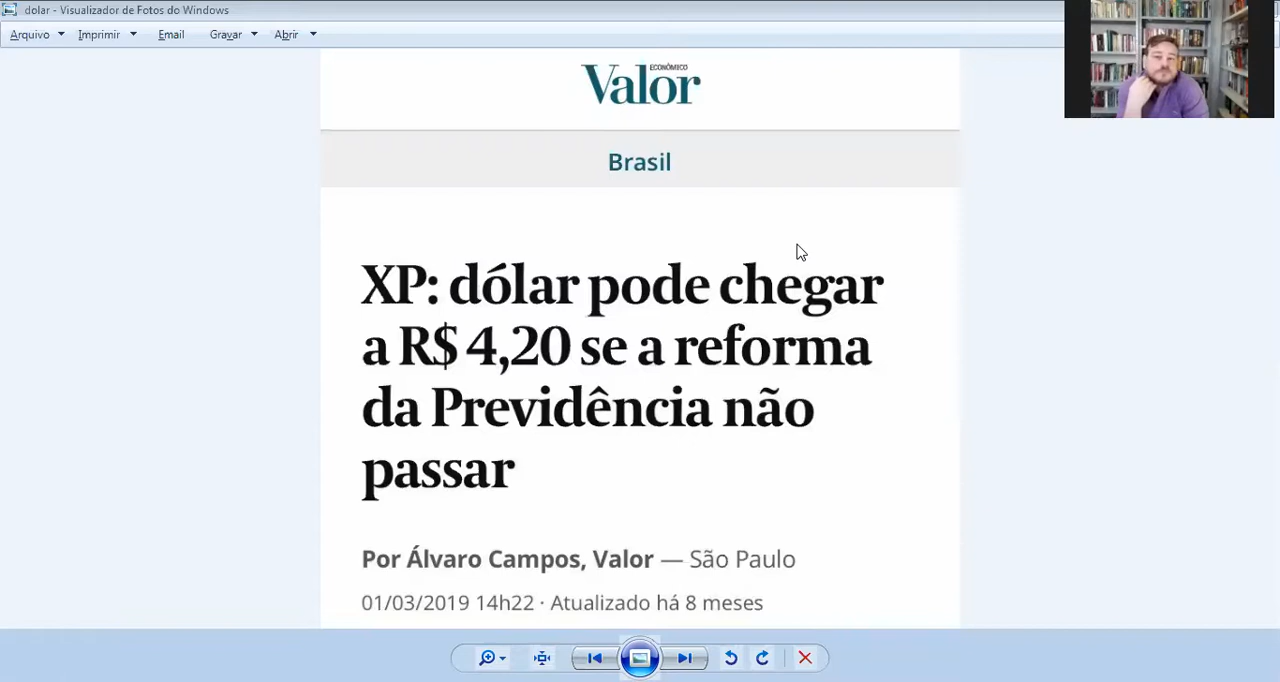 dolar - Visualizador de Fotos do Windows
Arquivo Imprimir Email Gravar Abrir
ECONÔMICO
Valor
Brasil
XP: dólar pode chegar
a R$ 4,20 se a reforma
da Previdência não
passar
Por Álvaro Campos, Valor — São Paulo
01/03/2019 14h22 · Atualizado há 8 meses